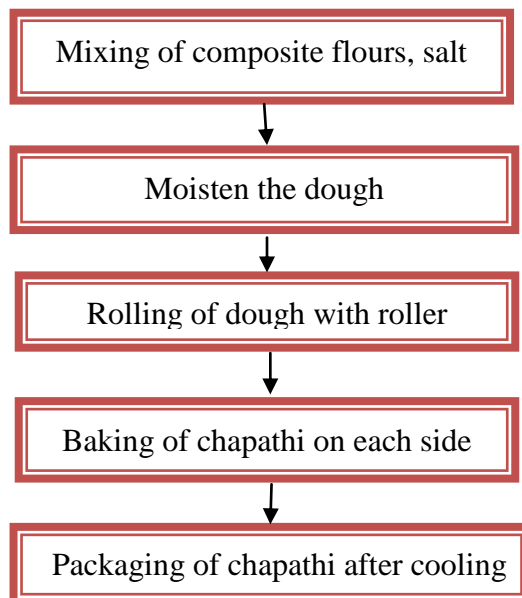 Mixing of composite flours, salt
Moisten the dough
Rolling of dough with roller
Baking of chapathi on each side
Packaging of chapathi after cooling